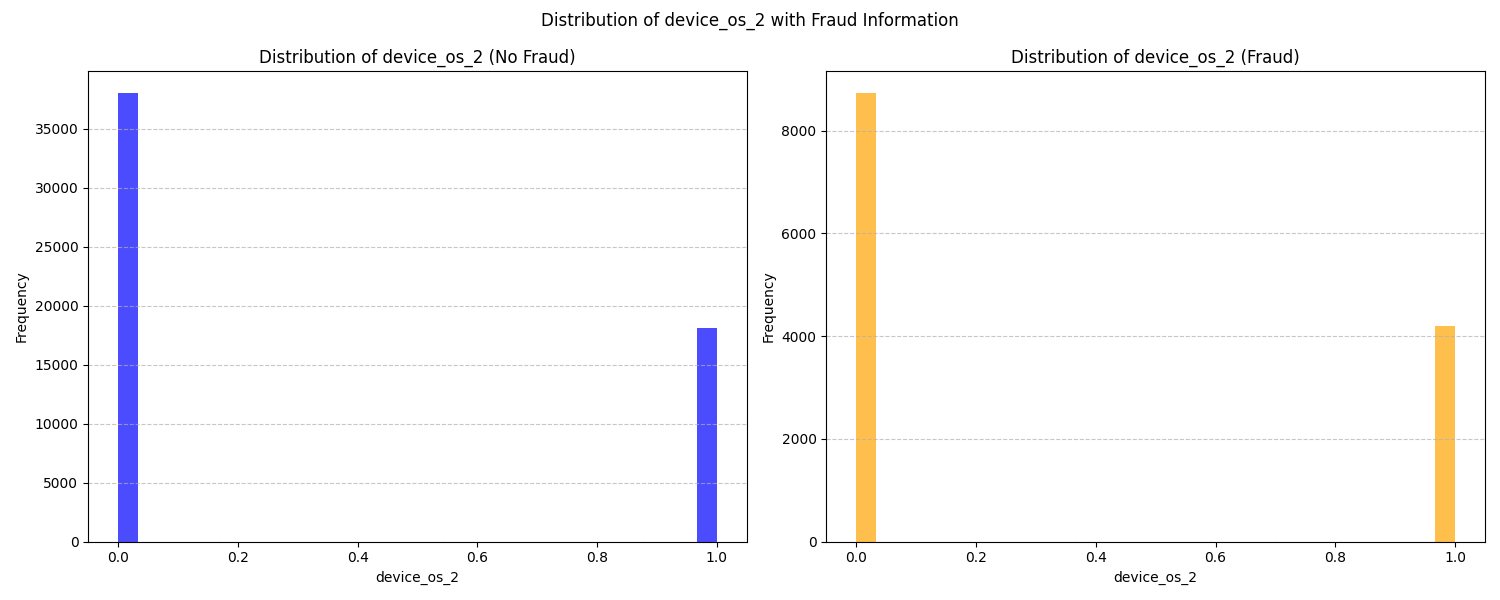 Distribution of device_os_2 with Fraud Information
Distribution of device_os_2 (No Fraud)
35000
30000
25000
20000
15000
10000
5000
0
Frequency
0.0 0.2 0.4 0.6 0.8 1.0
device_os_2
Distribution of device_os_2 (Fraud)
8000
6000
4000
2000
0
Frequency
0.0 0.2 0.4 0.6 0.8 1.0
device_os_2